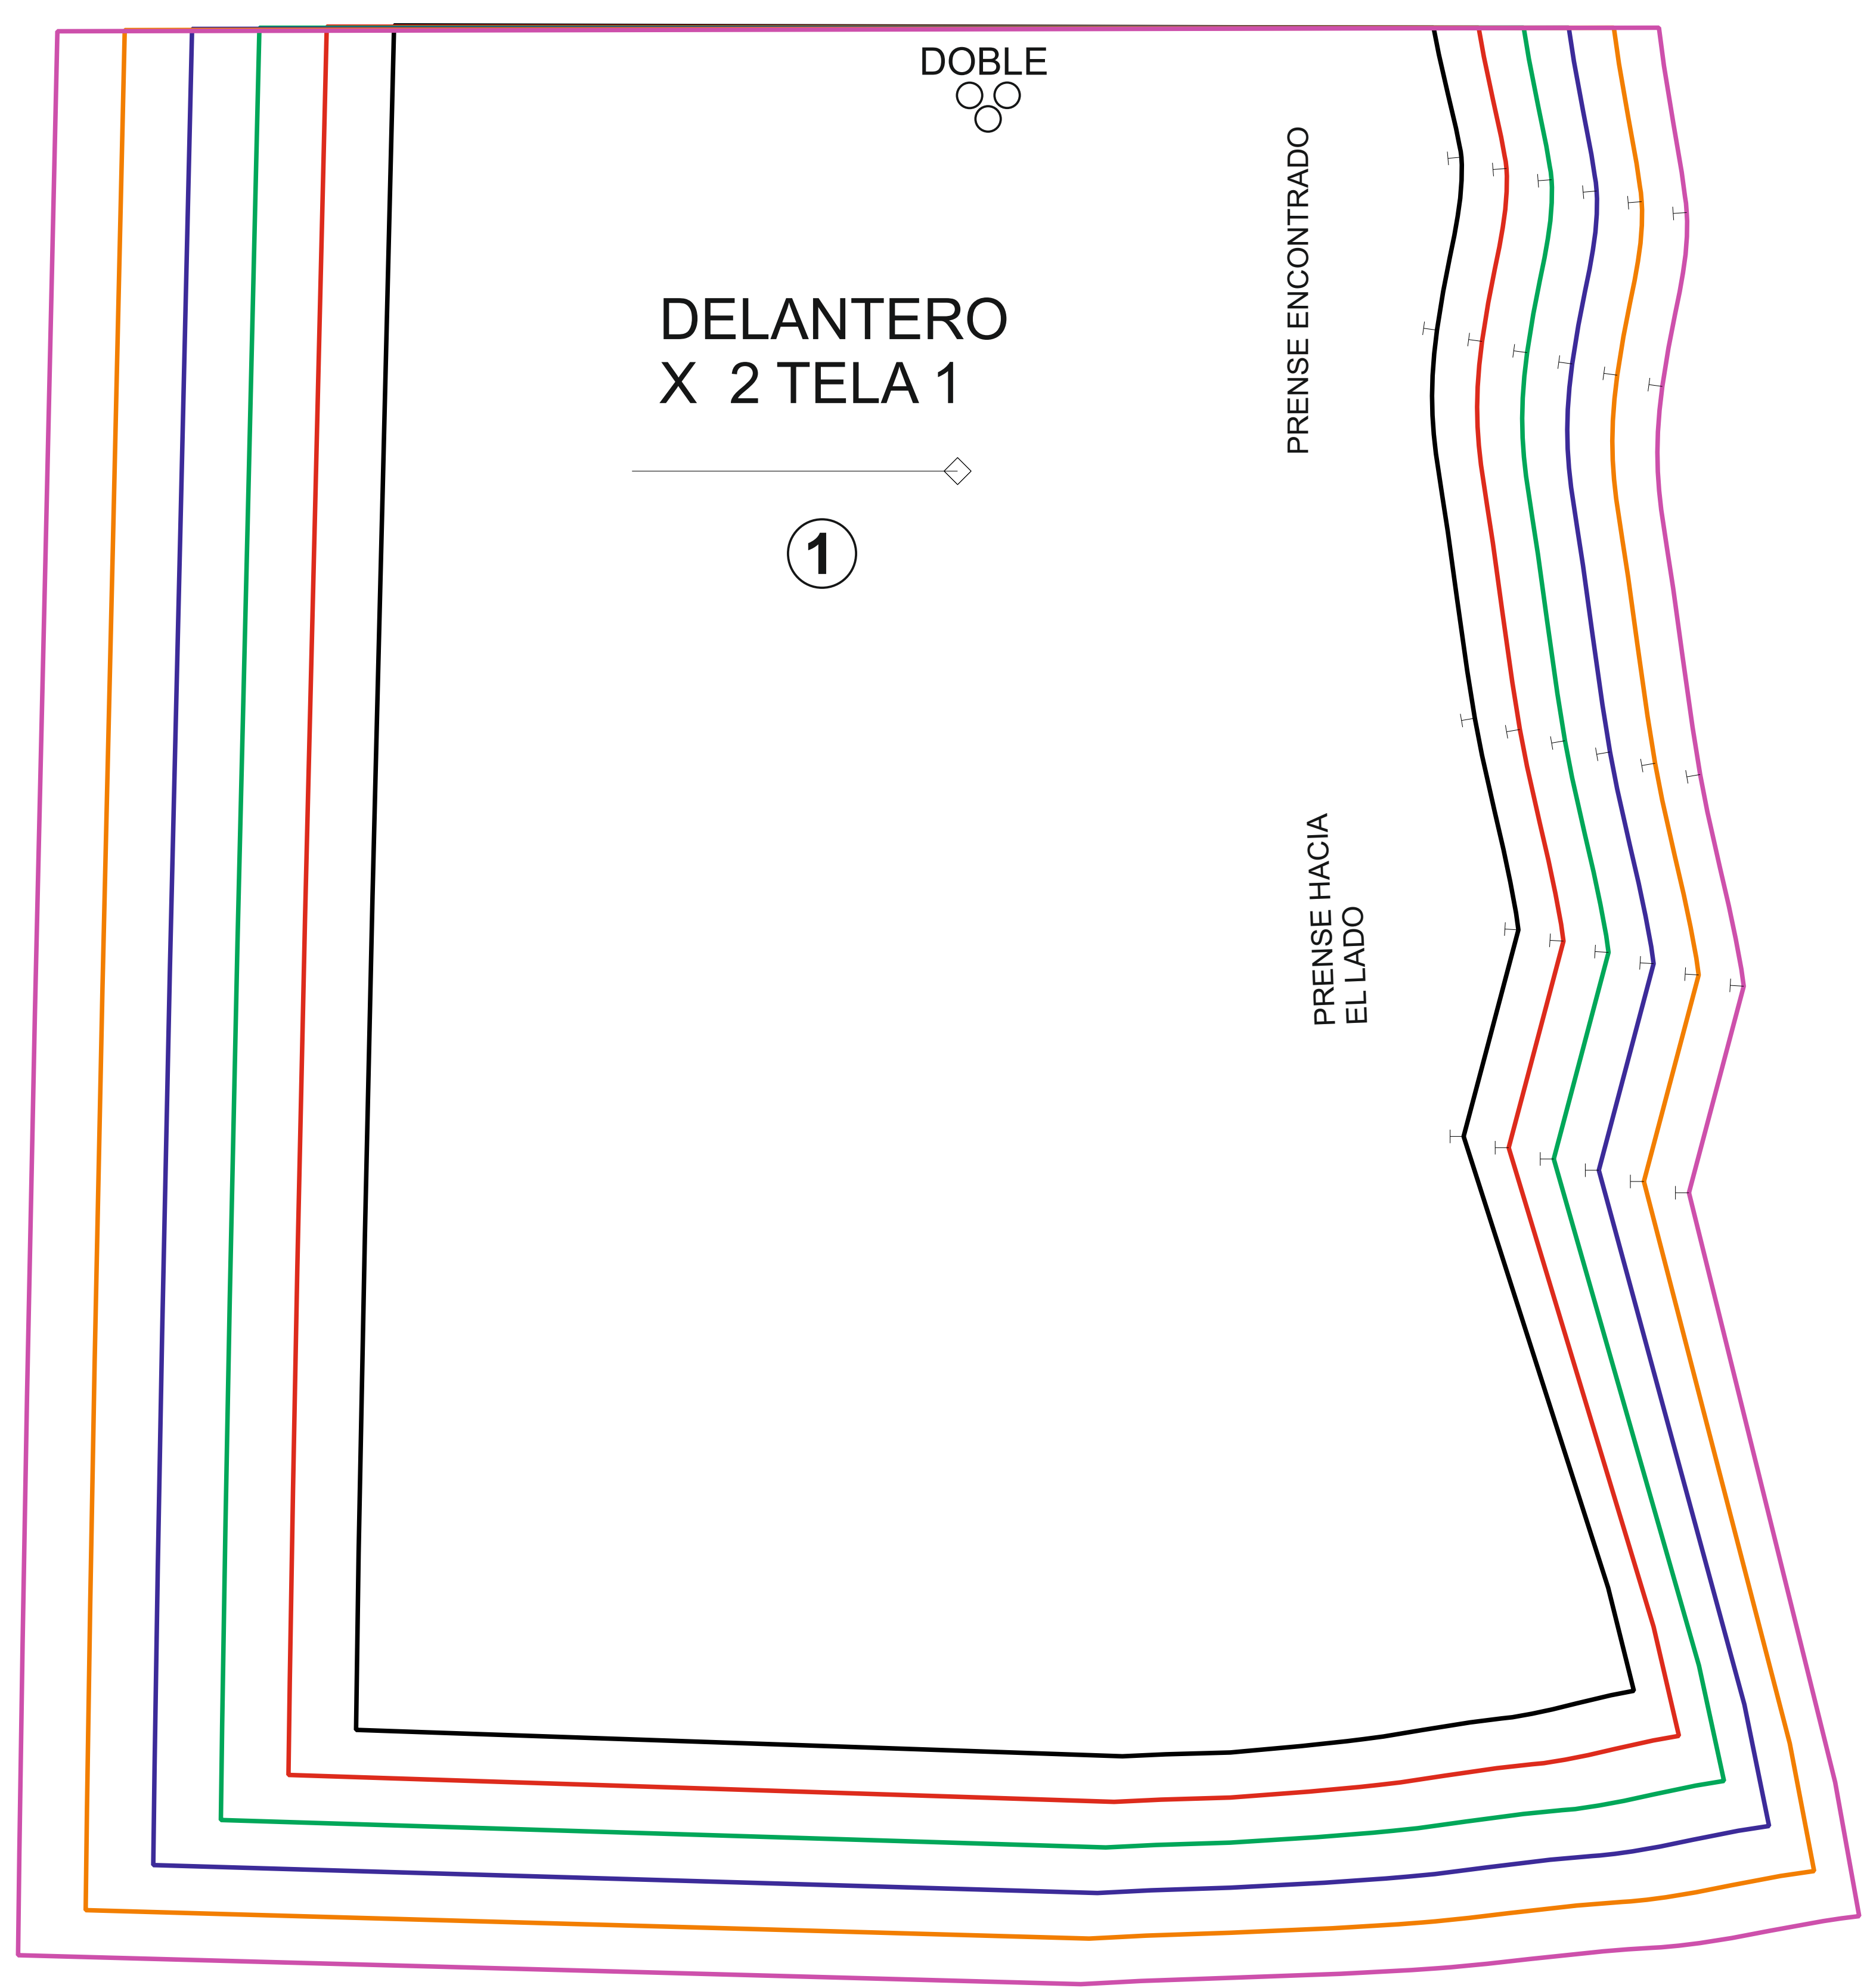 DOBLE
PRENSE ENCONTRADO
DELANTERO
X 2 TELA 1
1
PRENSE HACIA
EL LADO